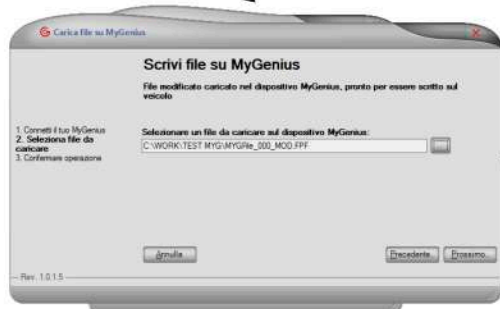 Carica file su MyGenius
Scrivi file su MyGenius
File modificato caricato nel dispositivo MyGenius, pronto per essere scritto sul
veicolo
1. Connetti il tuo MyGenius
2. Seleziona file da
caricare
3. Confermare operazione
Selezionare un file da caricare sul dispositivo MyGenius:
C:\WORK\TEST MYG\MYGFile_000_MOD.FPF
Annulla
Precedente..
Prossimo..
Rev. 1.0.1.5